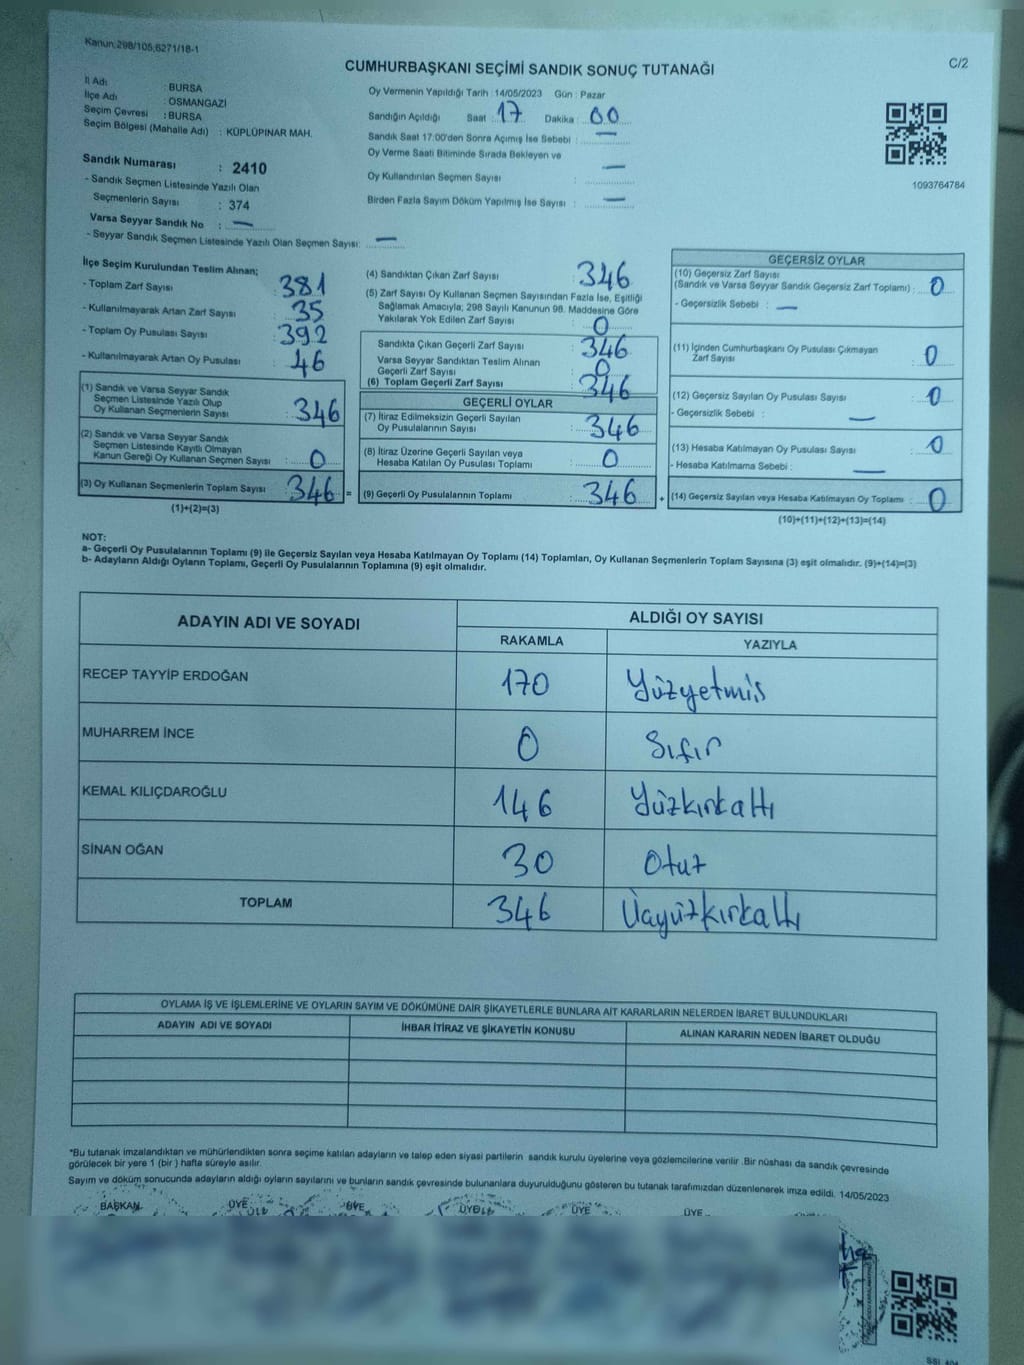 Kanun:298/105,6271/18-1
C/2
CUMHURBAŞKANI SEÇİMİ SANDIK SONUÇ TUTANAĞI
İl Adı : BURSA
İlçe Adı : OSMANGAZİ
Seçim Çevresi : BURSA
Seçim Bölgesi (Mahalle Adı) : KÜPLÜPINAR MAH.
Sandık Numarası : 2410
- Sandık Seçmen Listesinde Yazılı Olan
Seçmenlerin Sayısı : 374
Varsa Seyyar Sandık No : —
- Seyyar Sandık Seçmen Listesinde Yazılı Olan Seçmen Sayısı: —
Oy Vermenin Yapıldığı Tarih : 14/05/2023 Gün : Pazar
Sandığın Açıldığı Saat : 17 Dakika : 00
Sandık Saat 17:00'den Sonra Açımış İse Sebebi : —
Oy Verme Saati Bitiminde Sırada Bekleyen ve
Oy Kullandırılan Seçmen Sayısı : —
Birden Fazla Sayım Döküm Yapılmış İse Sayısı : —
1093764784
İlçe Seçim Kurulundan Teslim Alınan;
- Toplam Zarf Sayısı : 381
- Kullanılmayarak Artan Zarf Sayısı : 35
- Toplam Oy Pusulası Sayısı : 392
- Kullanılmayarak Artan Oy Pusulası : 46
(1) Sandık ve Varsa Seyyar Sandık
Seçmen Listesinde Yazılı Olup
Oy Kullanan Seçmenlerin Sayısı : 346
(2) Sandık ve Varsa Seyyar Sandık
Seçmen Listesinde Kayıtlı Olmayan
Kanun Gereği Oy Kullanan Seçmen Sayısı : 0
(3) Oy Kullanan Seçmenlerin Toplam Sayısı : 346 =
(1)+(2)=(3)
(4) Sandıktan Çıkan Zarf Sayısı : 346
(5) Zarf Sayısı Oy Kullanan Seçmen Sayısından Fazla İse, Eşitliği
Sağlamak Amacıyla, 298 Sayılı Kanunun 98. Maddesine Göre
Yakılarak Yok Edilen Zarf Sayısı : 0
Sandıkta Çıkan Geçerli Zarf Sayısı : 346
Varsa Seyyar Sandıktan Teslim Alınan
Geçerli Zarf Sayısı : 0
(6) Toplam Geçerli Zarf Sayısı : 346
GEÇERLİ OYLAR
(7) İtiraz Edilmeksizin Geçerli Sayılan
Oy Pusulalarının Sayısı : 346
(8) İtiraz Üzerine Geçerli Sayılan veya
Hesaba Katılan Oy Pusulası Toplamı : 0
(9) Geçerli Oy Pusulalarının Toplamı : 346 +
GEÇERSİZ OYLAR
(10) Geçersiz Zarf Sayısı
(Sandık ve Varsa Seyyar Sandık Geçersiz Zarf Toplamı) : 0
- Geçersizlik Sebebi : —
(11) İçinden Cumhurbaşkanı Oy Pusulası Çıkmayan
Zarf Sayısı : 0
(12) Geçersiz Sayılan Oy Pusulası Sayısı : 0
- Geçersizlik Sebebi : —
(13) Hesaba Katılmayan Oy Pusulası Sayısı : 0
- Hesaba Katılmama Sebebi : —
(14) Geçersiz Sayılan veya Hesaba Katılmayan Oy Toplamı : 0
(10)+(11)+(12)+(13)=(14)
NOT:
a- Geçerli Oy Pusulalarının Toplamı (9) ile Geçersiz Sayılan veya Hesaba Katılmayan Oy Toplamı (14) Toplamları, Oy Kullanan Seçmenlerin Toplam Sayısına (3) eşit olmalıdır. (9)+(14)=(3)
b- Adayların Aldığı Oyların Toplamı, Geçerli Oy Pusulalarının Toplamına (9) eşit olmalıdır.
ADAYIN ADI VE SOYADI
ALDIĞI OY SAYISI
RAKAMLA YAZIYLA
RECEP TAYYİP ERDOĞAN 170 Yüzyetmiş
MUHARREM İNCE 0 Sıfır
KEMAL KILIÇDAROĞLU 146 Yüzkırkaltı
SİNAN OĞAN 30 Otuz
TOPLAM 346 Üçyüzkırkaltı
OYLAMA İŞ VE İŞLEMLERİNE VE OYLARIN SAYIM VE DÖKÜMÜNE DAİR ŞİKAYETLERLE BUNLARA AİT KARARLARIN NELERDEN İBARET BULUNDUKLARI
ADAYIN ADI VE SOYADI İHBAR İTİRAZ VE ŞİKAYETİN KONUSU ALINAN KARARIN NEDEN İBARET OLDUĞU
*Bu tutanak imzalandıktan ve mühürlendikten sonra seçime katılan adayların ve talep eden siyasi partilerin sandık kurulu üyelerine veya gözlemcilerine verilir .Bir nüshası da sandık çevresinde
görülecek bir yere 1 (bir ) hafta süreyle asılır.
Sayım ve döküm sonucunda adayların aldığı oyların sayılarını ve bunların sandık çevresinde bulunanlara duyurulduğunu gösteren bu tutanak tarafımızdan düzenlenerek imza edildi. 14/05/2023
BAŞKAN ÜYE ÜYE ÜYE ÜYE ÜYE